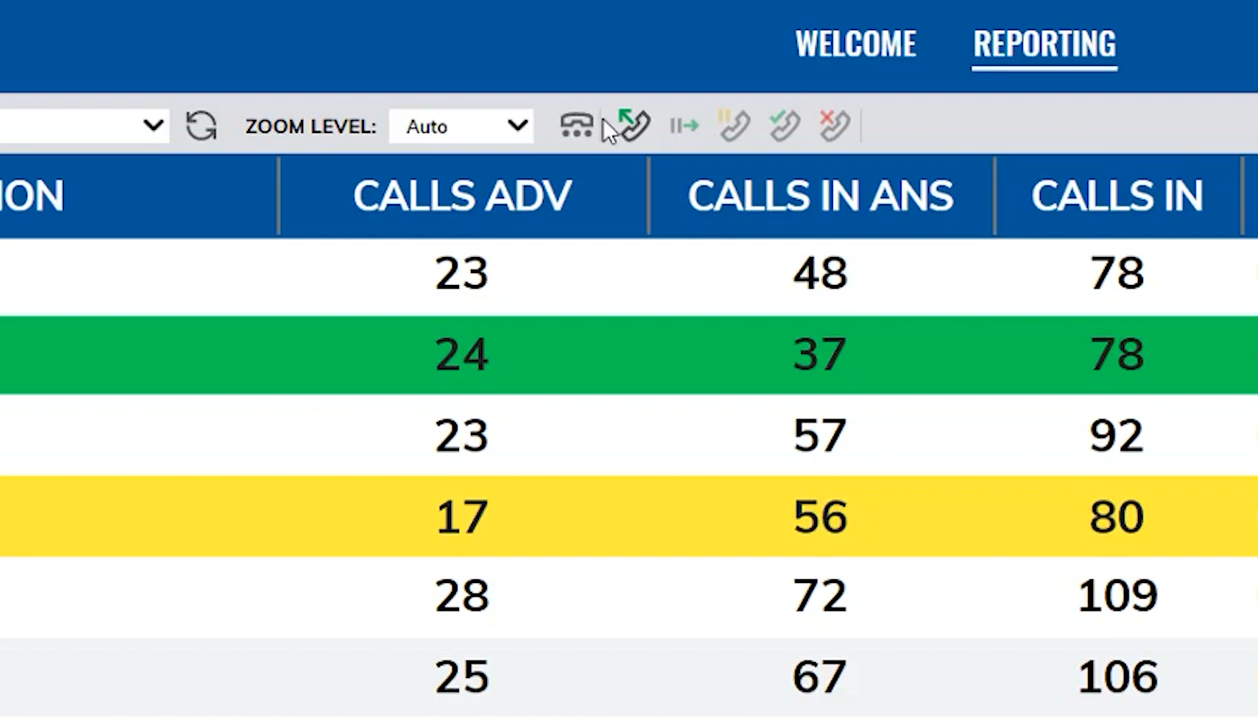 WELCOME REPORTING
ZOOM LEVEL: Auto
ION CALLS ADV CALLS IN ANS CALLS IN
23 48 78
24 37 78
23 57 92
17 56 80
28 72 109
25 67 106